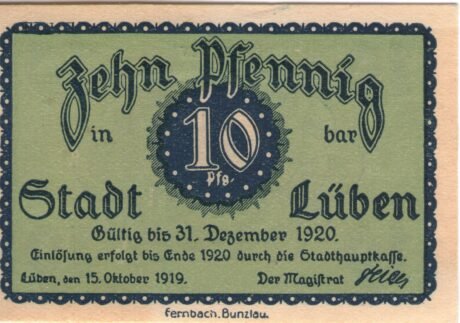 Zehn Pfennig
in 10 bar
Pfg.
Stadt Lüben
Gültig bis 31. Dezember 1920.
Einlösung erfolgt bis Ende 1920 durch die Stadthauptkasse.
Lüben, den 15. Oktober 1919. Der Magistrat
Fernbach, Bunzlau.